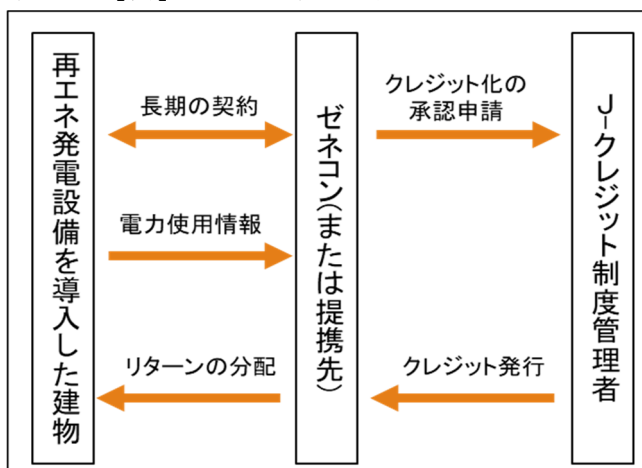 再エネ発電設備を導入した建物
長期の契約
電力使用情報
リターンの分配
ゼネコン(または提携先)
クレジット化の
承認申請
クレジット発行
J-クレジット制度管理者